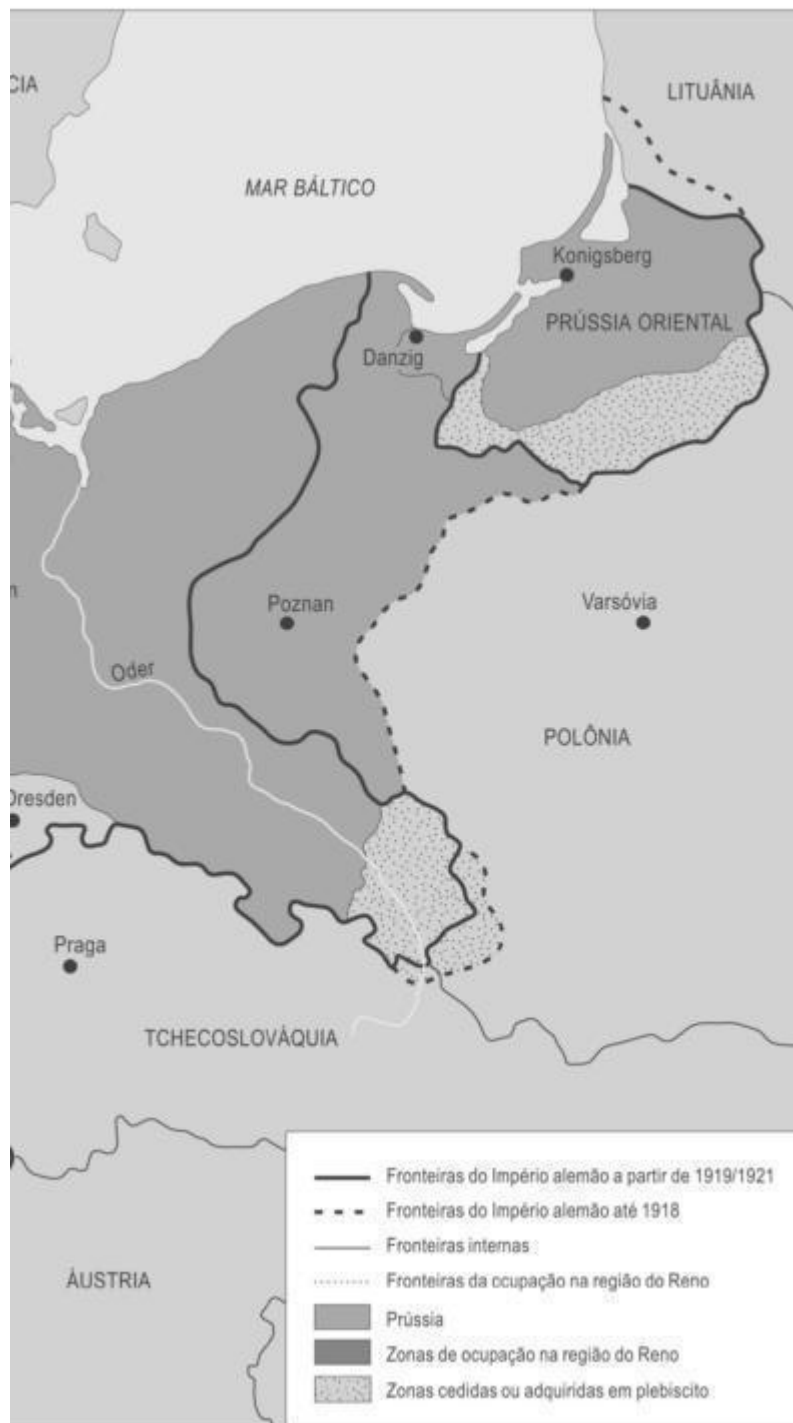 CIA
LITUÂNIA
MAR BÁLTICO
Konigsberg
PRÚSSIA ORIENTAL
Danzig
Poznan
Varsóvia
n
Oder
POLÔNIA
Dresden
Praga
TCHECOSLOVÁQUIA
ÁUSTRIA
Fronteiras do Império alemão a partir de 1919/1921
Fronteiras do Império alemão até 1918
Fronteiras internas
Fronteiras da ocupação na região do Reno
Prússia
Zonas de ocupação na região do Reno
Zonas cedidas ou adquiridas em plebiscito